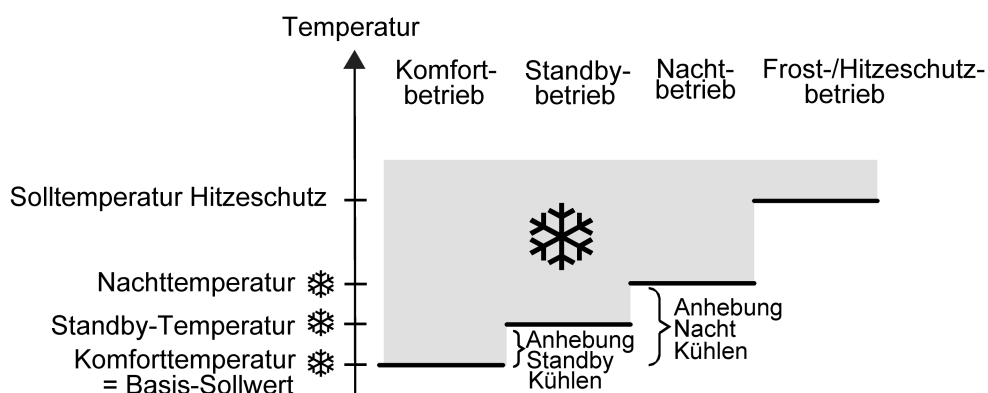 Temperatur
Komfort-
betrieb
Standby-
betrieb
Nacht-
betrieb
Frost-/Hitzeschutz-
betrieb
Solltemperatur Hitzeschutz
Nachttemperatur
Standby-Temperatur
Komforttemperatur
= Basis-Sollwert
Anhebung
Standby
Kühlen
Anhebung
Nacht
Kühlen